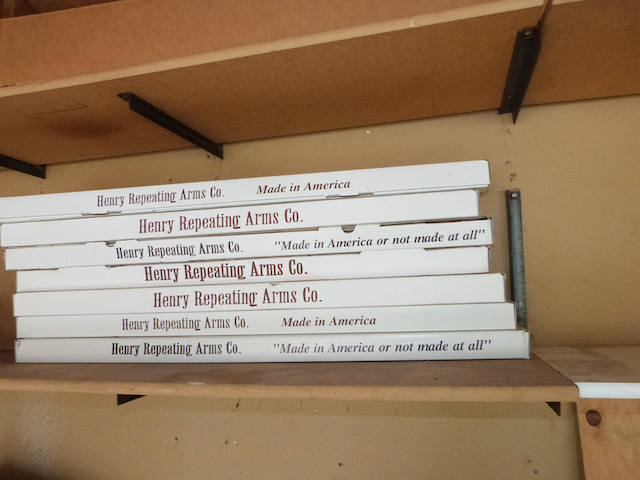 Henry Repeating Arms Co. Made in America
Henry Repeating Arms Co.
Henry Repeating Arms Co. "Made in America or not made at all"
Henry Repeating Arms Co.
Henry Repeating Arms Co.
Henry Repeating Arms Co. Made in America
Henry Repeating Arms Co. "Made in America or not made at all"